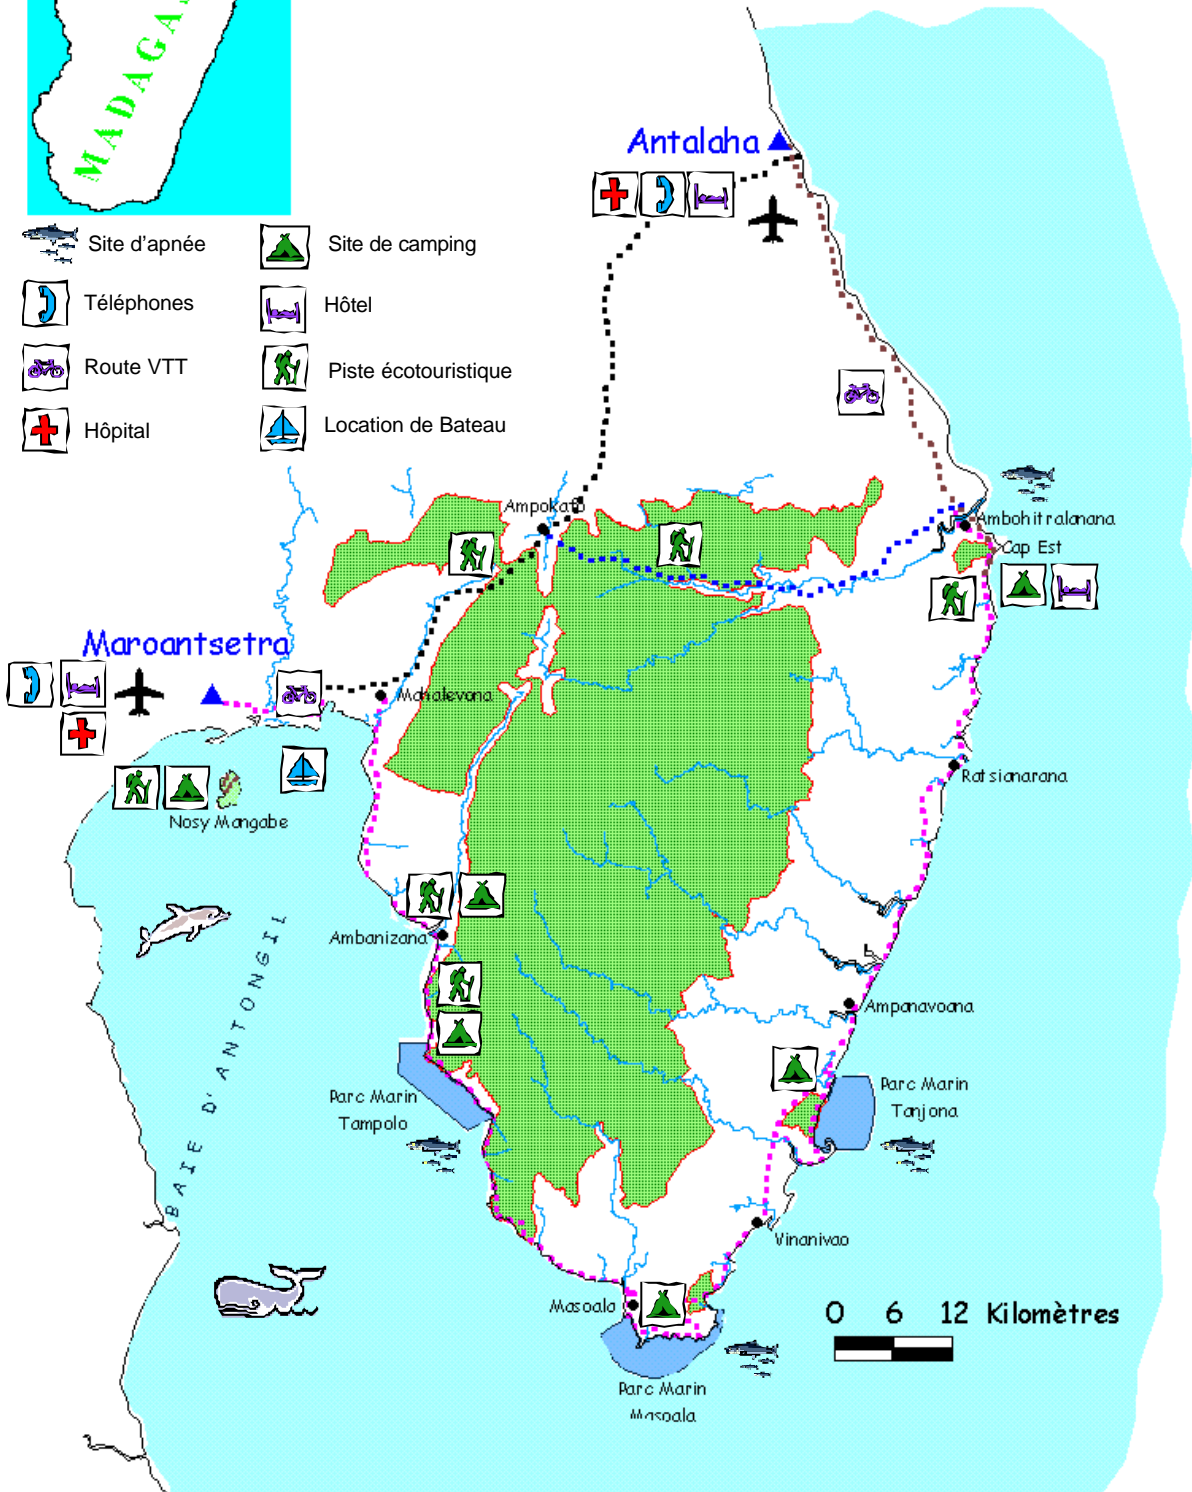 MADAGA
Antalaha
Site d'apnée
Site de camping
Téléphones
Hôtel
Route VTT
Piste écotouristique
Hôpital
Location de Bateau
Ampokafo
Ambohitralanana
Cap Est
Maroantsetra
Mahalevona
Ratsianarana
Nosy Mangabe
Ambanizana
BAIE D'ANTONGIL
Ampanavoana
Parc Marin
Tampolo
Parc Marin
Tanjona
Vinanivao
Masoala
0 6 12 Kilomètres
Parc Marin
Masoala